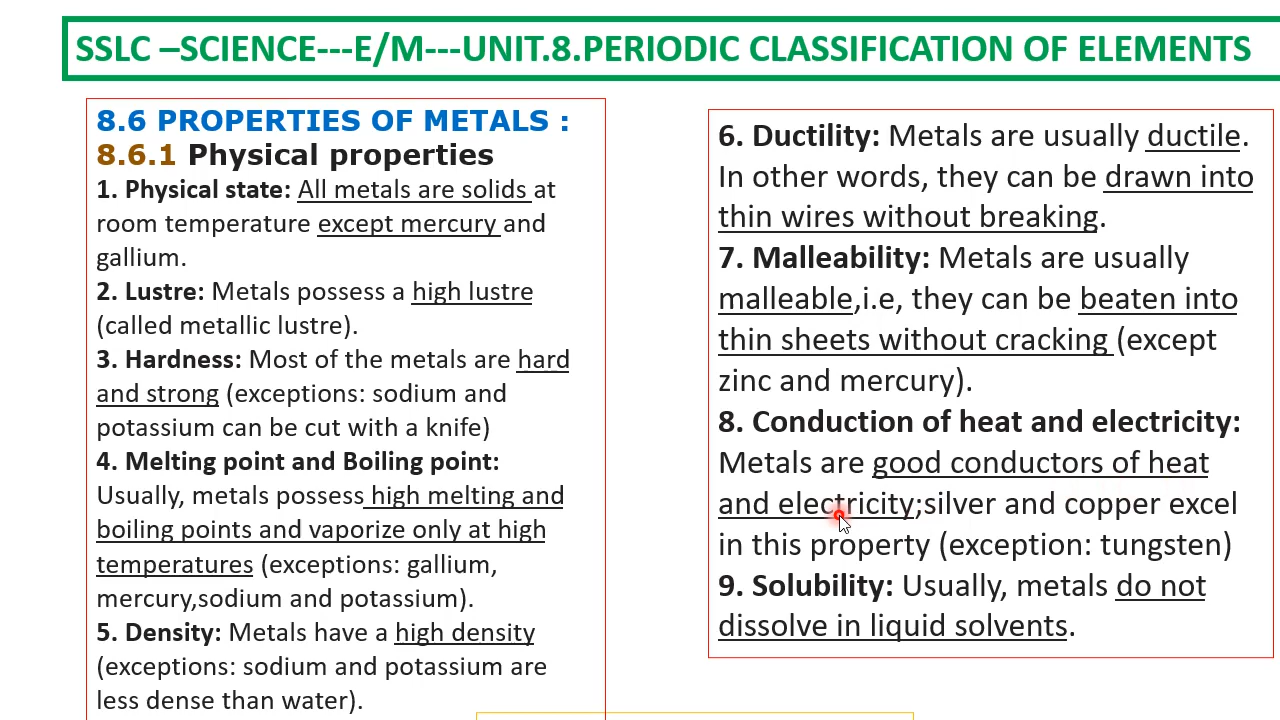 SSLC –SCIENCE---E/M---UNIT.8.PERIODIC CLASSIFICATION OF ELEMENTS
8.6 PROPERTIES OF METALS :
8.6.1 Physical properties
1. Physical state: All metals are solids at
room temperature except mercury and
gallium.
2. Lustre: Metals possess a high lustre
(called metallic lustre).
3. Hardness: Most of the metals are hard
and strong (exceptions: sodium and
potassium can be cut with a knife)
4. Melting point and Boiling point:
Usually, metals possess high melting and
boiling points and vaporize only at high
temperatures (exceptions: gallium,
mercury,sodium and potassium).
5. Density: Metals have a high density
(exceptions: sodium and potassium are
less dense than water).
6. Ductility: Metals are usually ductile.
In other words, they can be drawn into
thin wires without breaking.
7. Malleability: Metals are usually
malleable,i.e, they can be beaten into
thin sheets without cracking (except
zinc and mercury).
8. Conduction of heat and electricity:
Metals are good conductors of heat
and electricity;silver and copper excel
in this property (exception: tungsten)
9. Solubility: Usually, metals do not
dissolve in liquid solvents.